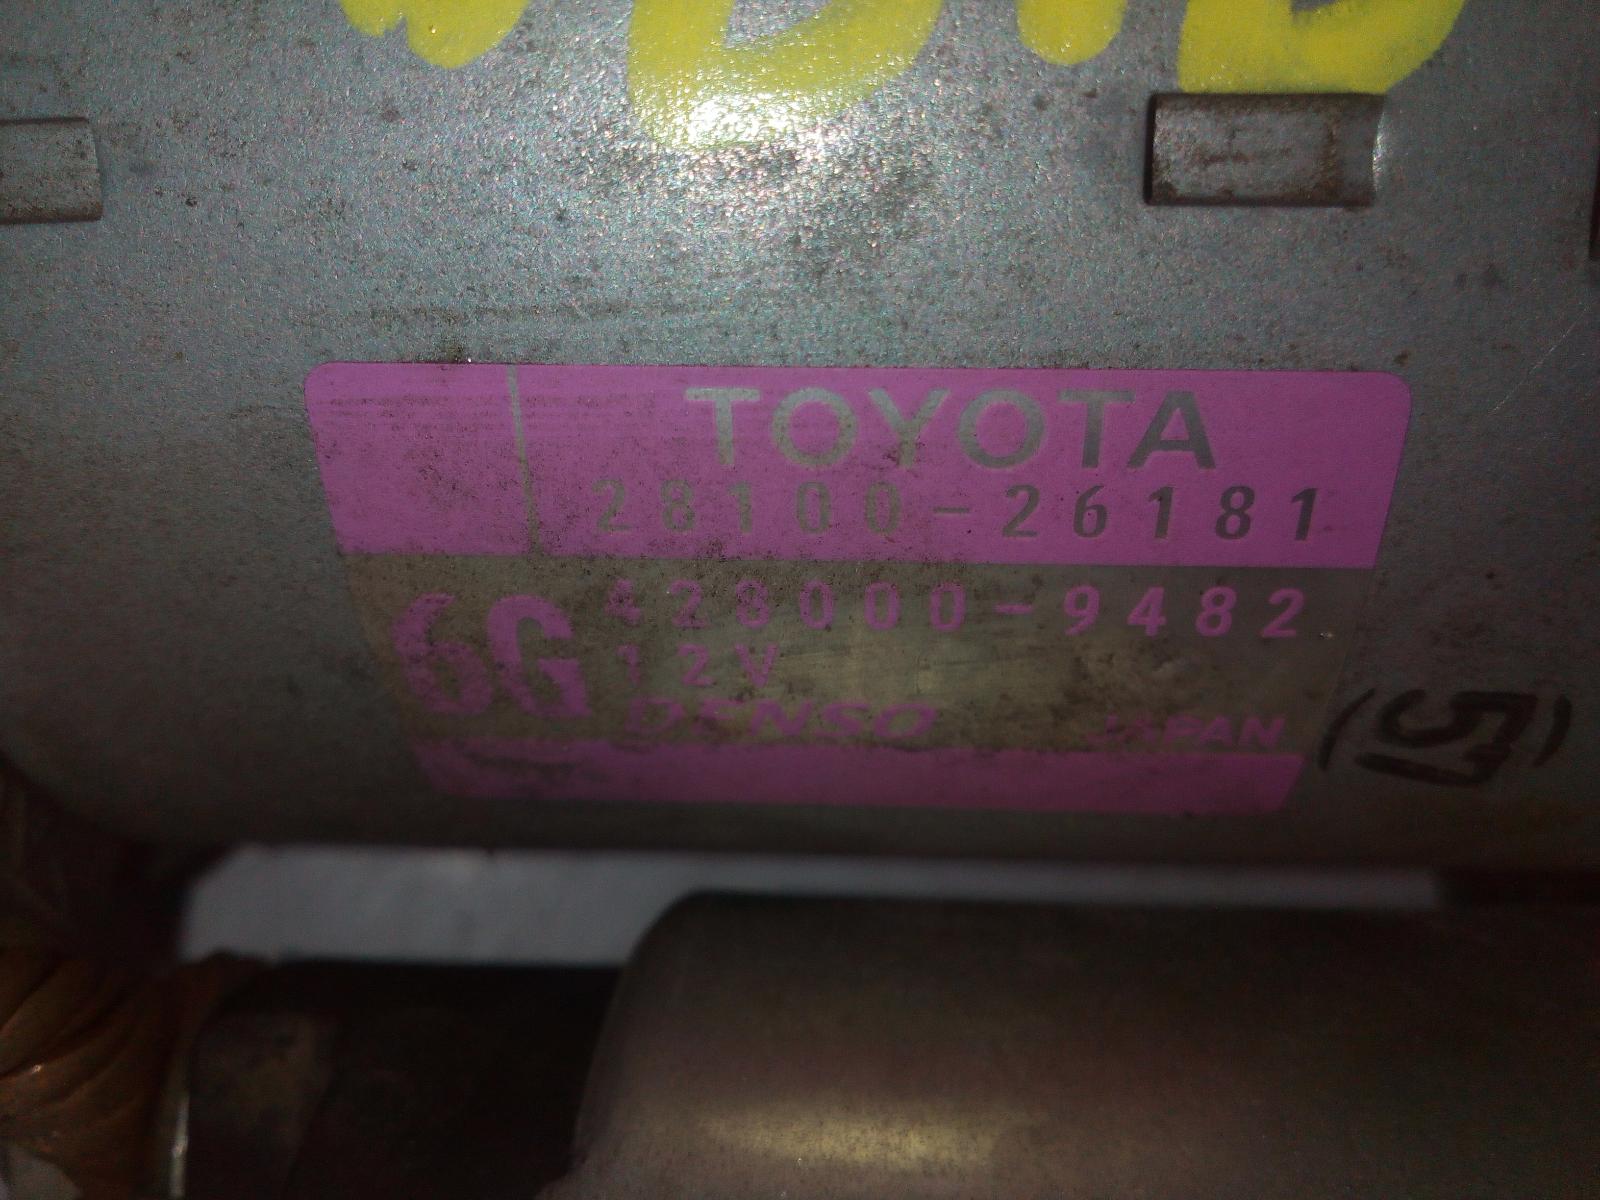 TOYOTA
28100-26181
6G
428000-9482
12V
DENSO JAPAN